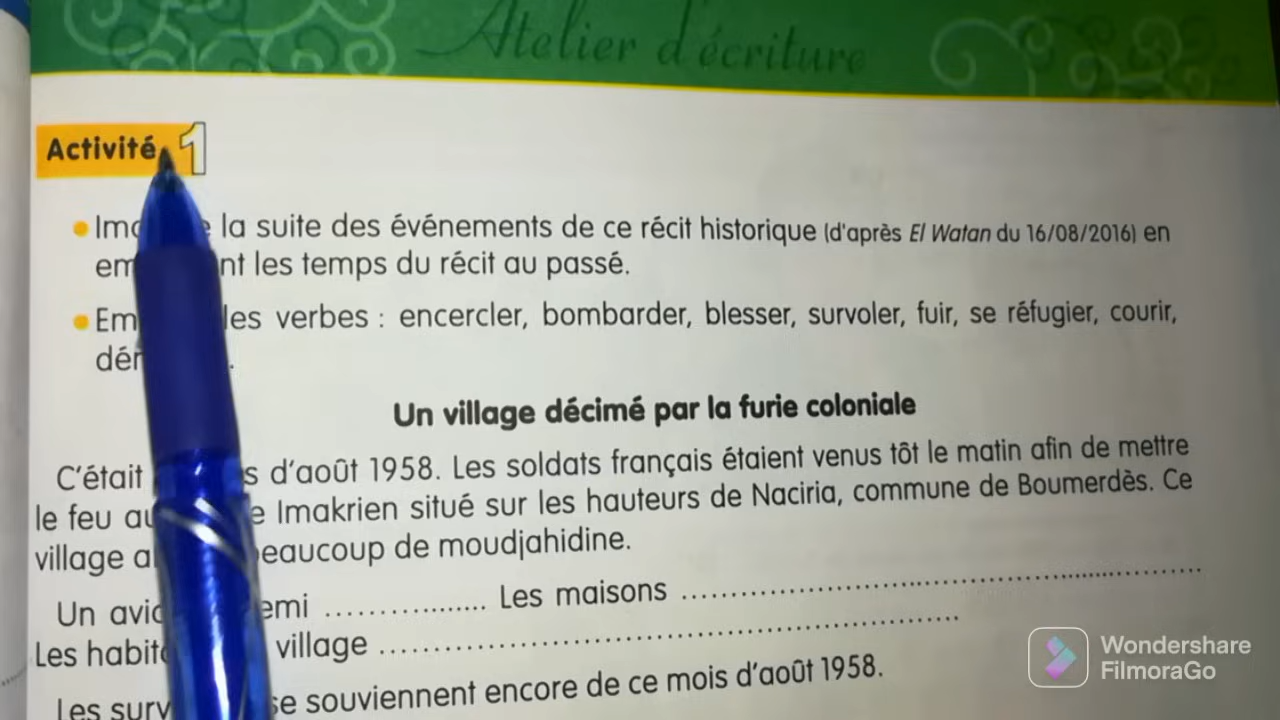 Atelier d'écriture
Activité 1
la suite des événements de ce récit historique (d'après El Watan du 16/08/2016) en
les temps du récit au passé.
les verbes : encercler, bombarder, blesser, survoler, fuir, se réfugier, courir,
Un village décimé par la furie coloniale
C'était d'août 1958. Les soldats français étaient venus tôt le matin afin de mettre
le feu Imakrien situé sur les hauteurs de Naciria, commune de Boumerdès. Ce
village beaucoup de moudjahidine.
Un ................. Les maisons ................................................................
Les village ................................................................
Les se souviennent encore de ce mois d'août 1958.
Wondershare
FilmoraGo